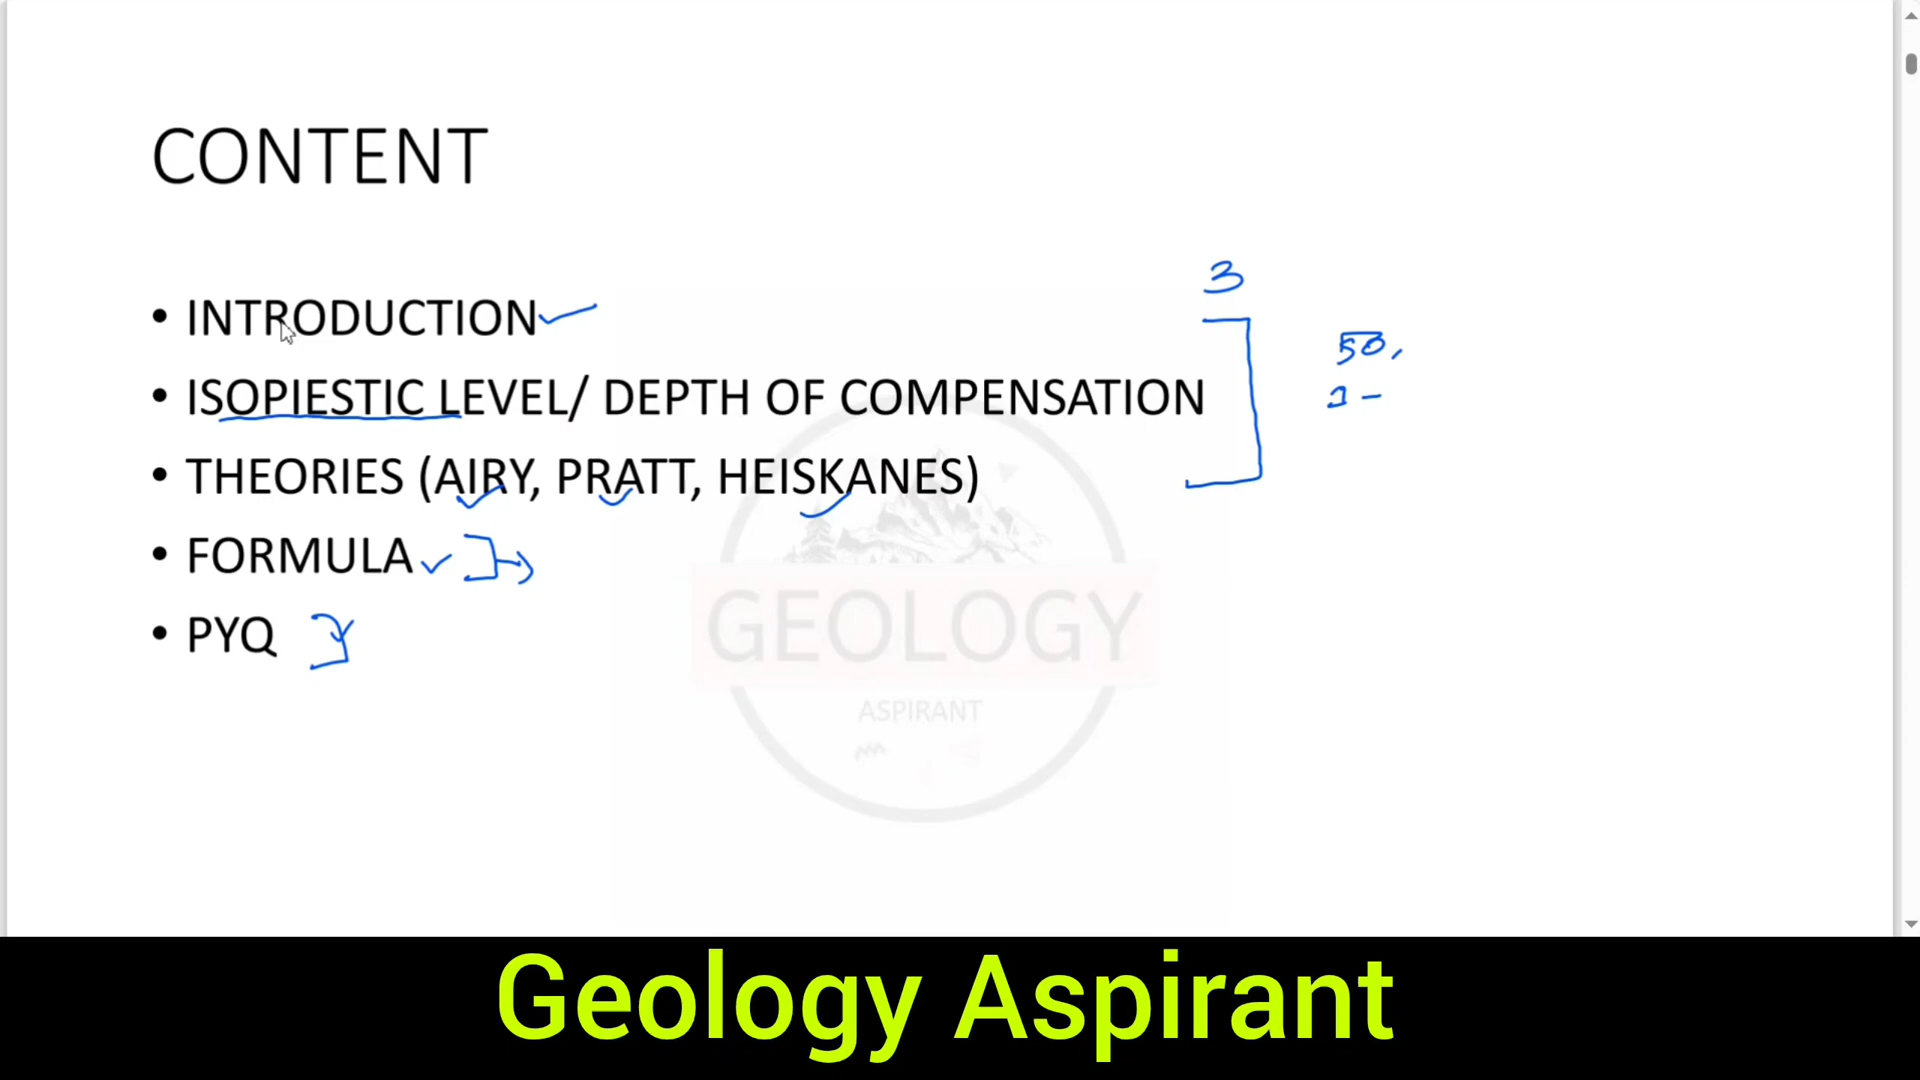 CONTENT
3
• INTRODUCTION
50,
• ISOPIESTIC LEVEL/ DEPTH OF COMPENSATION
• THEORIES (AIRY, PRATT, HEISKANES)
• FORMULA
• PYQ
GEOLOGY
ASPIRANT
Geology Aspirant